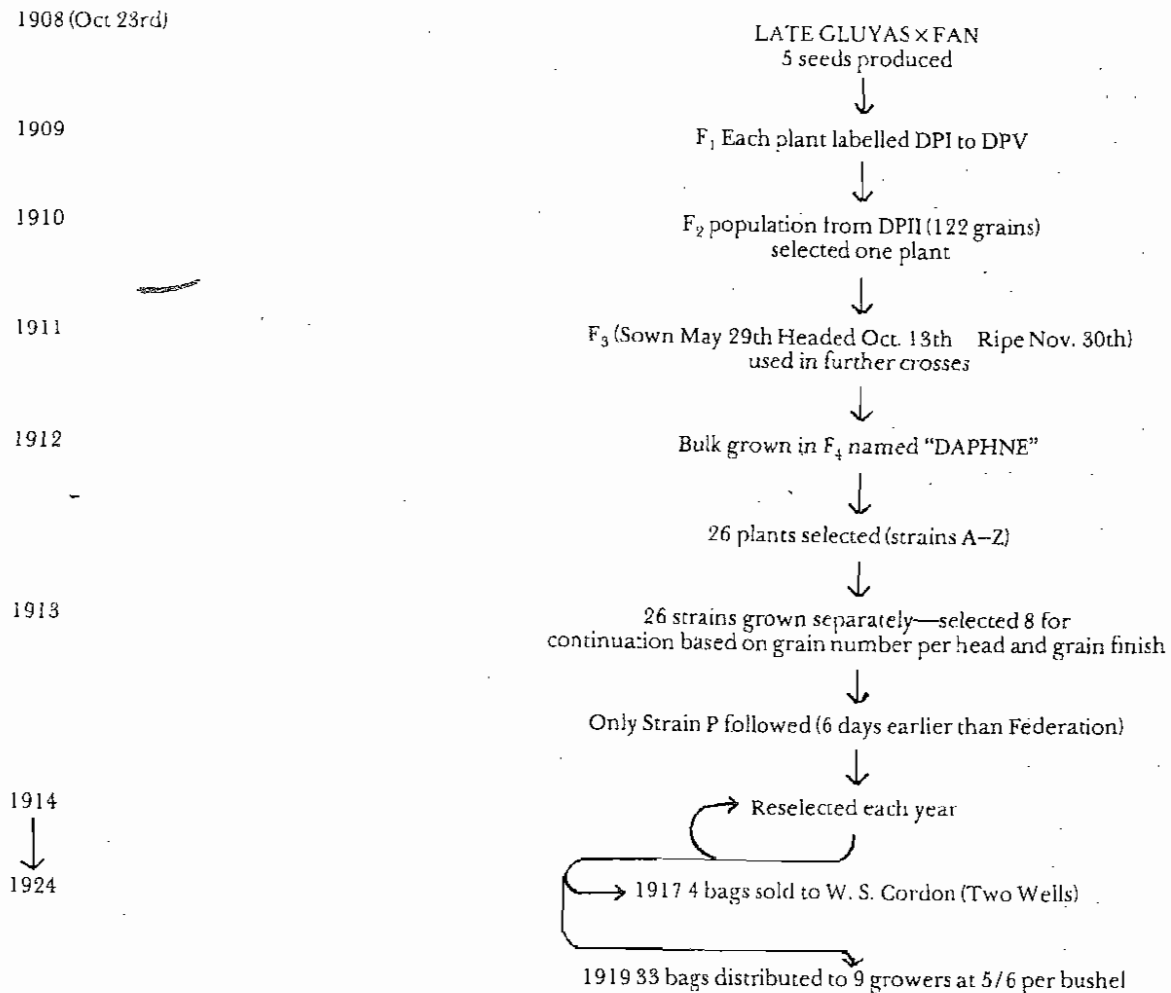 1908 (Oct 23rd)
LATE GLUYAS × FAN
5 seeds produced
1909
F₁ Each plant labelled DPI to DPV
1910
F₂ population from DPII (122 grains)
selected one plant
1911
F₃ (Sown May 29th Headed Oct. 13th Ripe Nov. 30th)
used in further crosses
1912
Bulk grown in F₄ named "DAPHNE"
26 plants selected (strains A–Z)
1913
26 strains grown separately—selected 8 for
continuation based on grain number per head and grain finish
Only Strain P followed (6 days earlier than Federation)
1914
Reselected each year
1924
1917 4 bags sold to W. S. Gordon (Two Wells)
1919 33 bags distributed to 9 growers at 5/6 per bushel